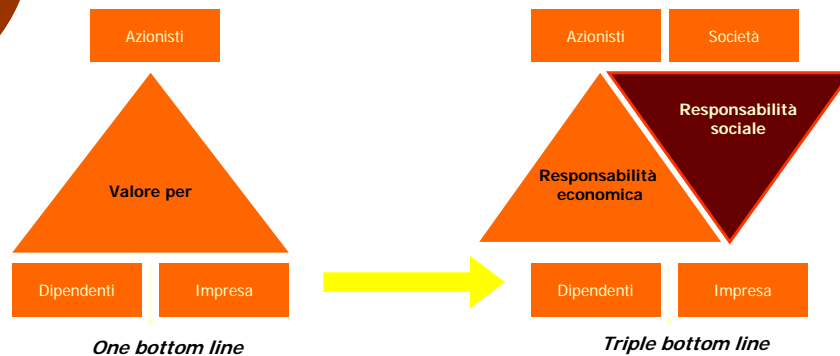 Azionisti
Valore per
Dipendenti
Impresa
One bottom line
Azionisti
Società
Responsabilità
sociale
Responsabilità
economica
Dipendenti
Impresa
Triple bottom line